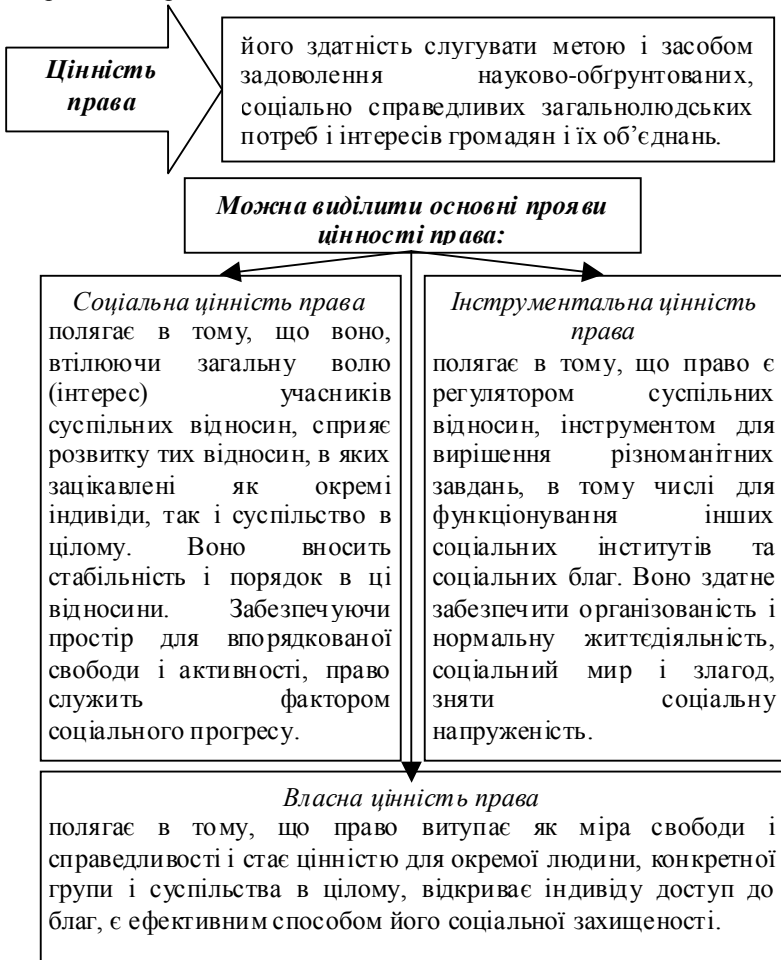 Цінність
права
його здатність слугувати метою і засобом
задоволення науково-обґрунтованих,
соціально справедливих загальнолюдських
потреб і інтересів громадян і їх об’єднань.
Можна виділити основні прояви
цінності права:
Соціальна цінність права
полягає в тому, що воно,
втілюючи загальну волю
(інтерес) учасників
суспільних відносин, сприяє
розвитку тих відносин, в яких
зацікавлені як окремі
індивіди, так і суспільство в
цілому. Воно вносить
стабільність і порядок в ці
відносини. Забезпечуючи
простір для впорядкованої
свободи і активності, право
служить фактором
соціального прогресу.
Інструментальна цінність
права
полягає в тому, що право є
регулятором суспільних
відносин, інструментом для
вирішення різноманітних
завдань, в тому числі для
функціонування інших
соціальних інститутів та
соціальних благ. Воно здатне
забезпечити організованість і
нормальну життєдіяльність,
соціальний мир і злагод,
зняти соціальну
напруженість.
Власна цінність права
полягає в тому, що право витупає як міра свободи і
справедливості і стає цінністю для окремої людини, конкретної
групи і суспільства в цілому, відкриває індивіду доступ до
благ, є ефективним способом його соціальної захищеності.